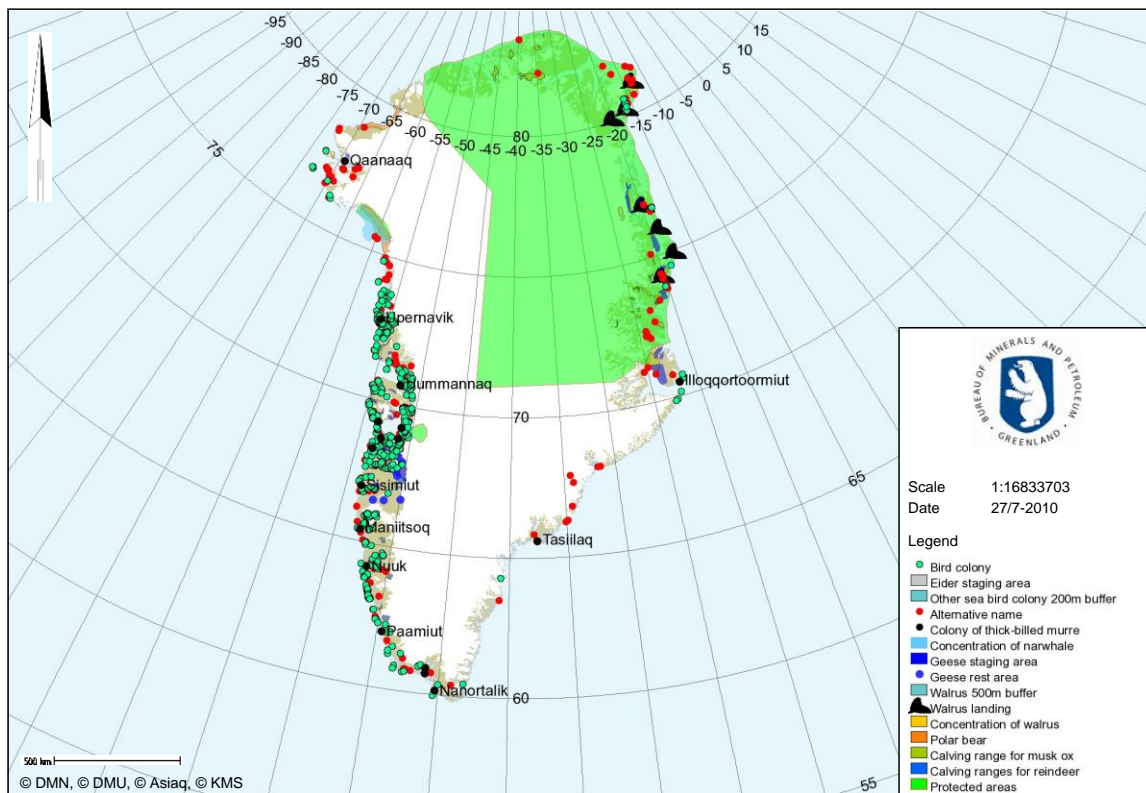 -95
-90
-85
-80
-75
-70
-65
-60
-55
-50
-45
-40
-35
-30
-25
-20
-15
-10
-5
0
5
10
15
80
75
Qaanaaq
Upernavik
Uummannaq
70
Illoqqortoormiut
Sisimiut
Maniitsoq
Tasiilaq
Nuuk
Paamiut
Nanortalik
60
65
55
500 km
© DMN, © DMU, © Asiaq, © KMS
BUREAU OF MINERALS AND PETROLEUM
• GREENLAND •
Scale 1:16833703
Date 27/7-2010
Legend
Bird colony
Eider staging area
Other sea bird colony 200m buffer
Alternative name
Colony of thick-billed murre
Concentration of narwhale
Geese staging area
Geese rest area
Walrus 500m buffer
Walrus landing
Concentration of walrus
Polar bear
Calving range for musk ox
Calving ranges for reindeer
Protected areas